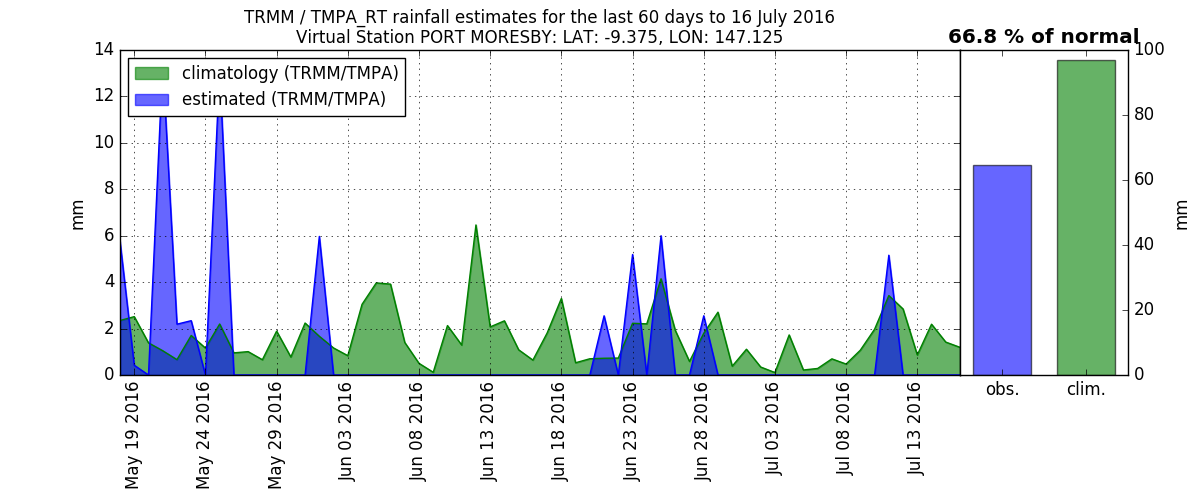 TRMM / TMPA_RT rainfall estimates for the last 60 days to 16 July 2016
Virtual Station PORT MORESBY: LAT: -9.375, LON: 147.125
66.8 % of normal
climatology (TRMM/TMPA)
estimated (TRMM/TMPA)
14
12
10
8
6
4
2
0
mm
May 19 2016
May 24 2016
May 29 2016
Jun 03 2016
Jun 08 2016
Jun 13 2016
Jun 18 2016
Jun 23 2016
Jun 28 2016
Jul 03 2016
Jul 08 2016
Jul 13 2016
100
80
60
40
20
0
mm
obs.
clim.